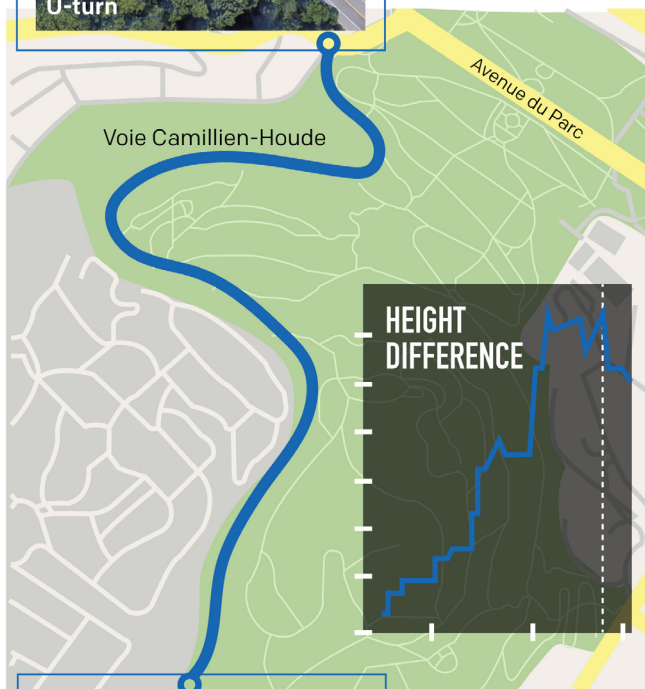 U-turn
Avenue du Parc
Voie Camillien-Houde
HEIGHT
DIFFERENCE